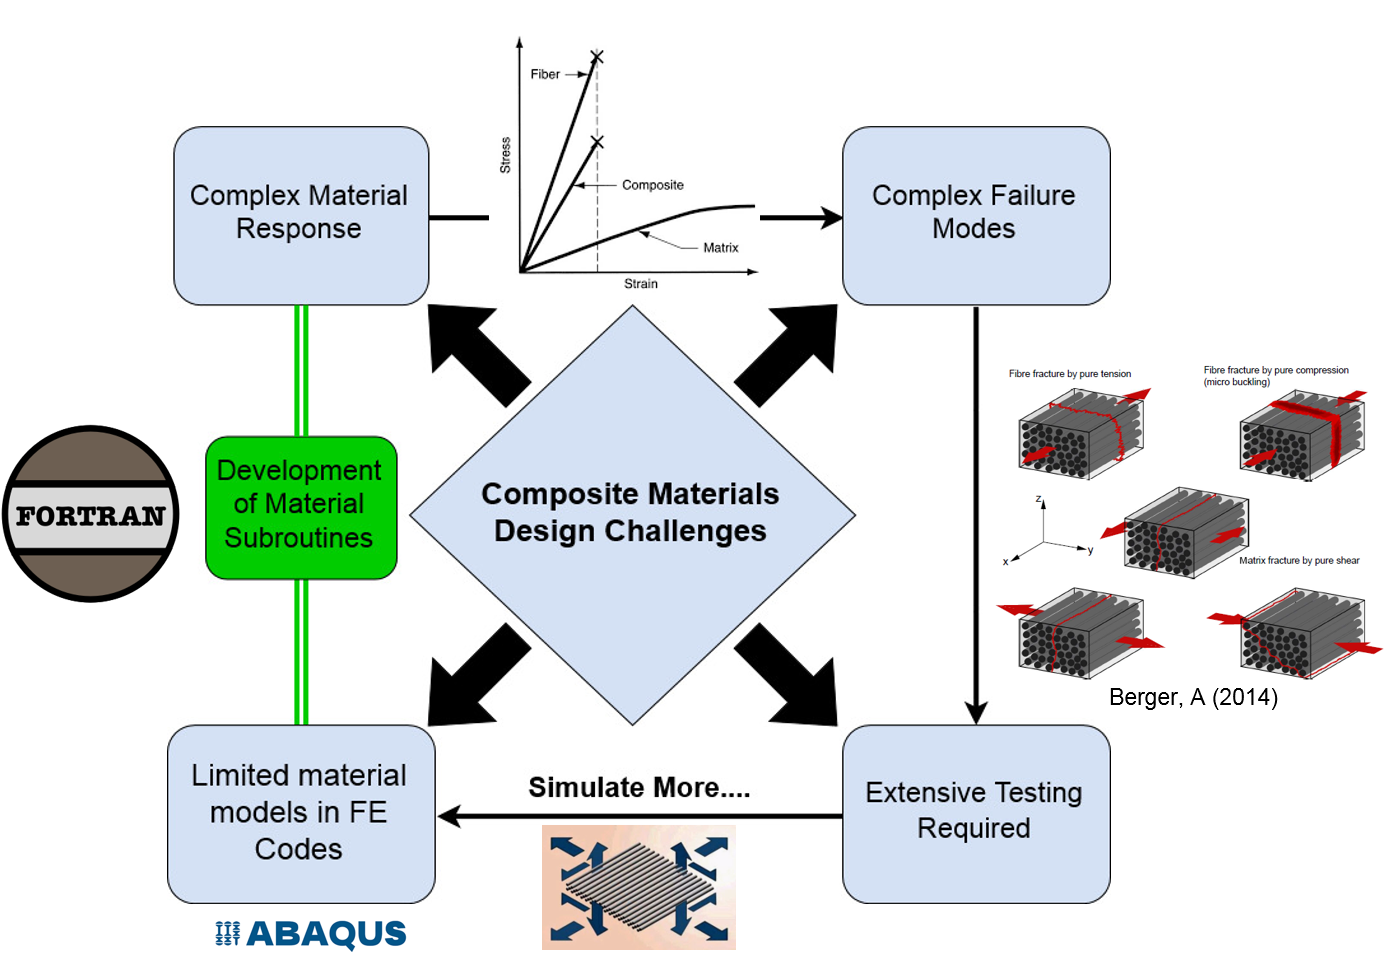 Fiber
Stress
Composite
Matrix
Strain
Complex Material
Response
Complex Failure
Modes
Fibre fracture by pure tension
Fibre fracture by pure compression
(micro buckling)
FORTRAN
Development
of Material
Subroutines
Composite Materials
Design Challenges
z
y
x
Matrix fracture by pure shear
Berger, A (2014)
Limited material
models in FE
Codes
Simulate More....
Extensive Testing
Required
ABAQUS